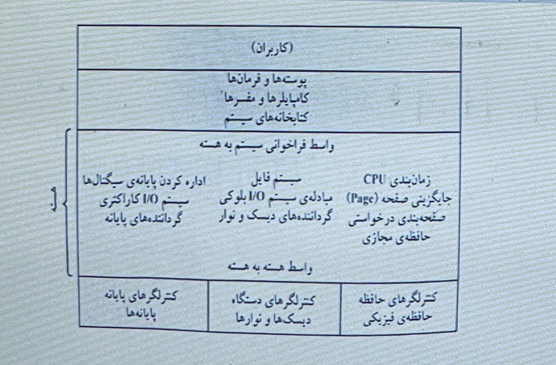 (کاربران)
پوسته‌ها و فرمان‌ها
کامپایلرها و مفسرها
کتابخانه‌های سیستم
واسط فراخوانی سیستم به هسته
هسته
زمان‌بندی CPU
جایگزینی صفحه (Page)
صفحه‌بندی درخواستی
حافظه‌ی مجازی
سیستم فایل
مبادله‌ی سیستم I/O بلوکی
گرداننده‌های دیسک و نوار
اداره کردن پایانه‌ی سیگنال‌ها
سیستم I/O کاراکتری
گرداننده‌های پایانه
واسط هسته به هسته
کنترلگرهای حافظه
حافظه‌ی فیزیکی
کنترلگرهای دستگاه
دیسک‌ها و نوارها
کنترلگرهای پایانه
پایانه‌ها